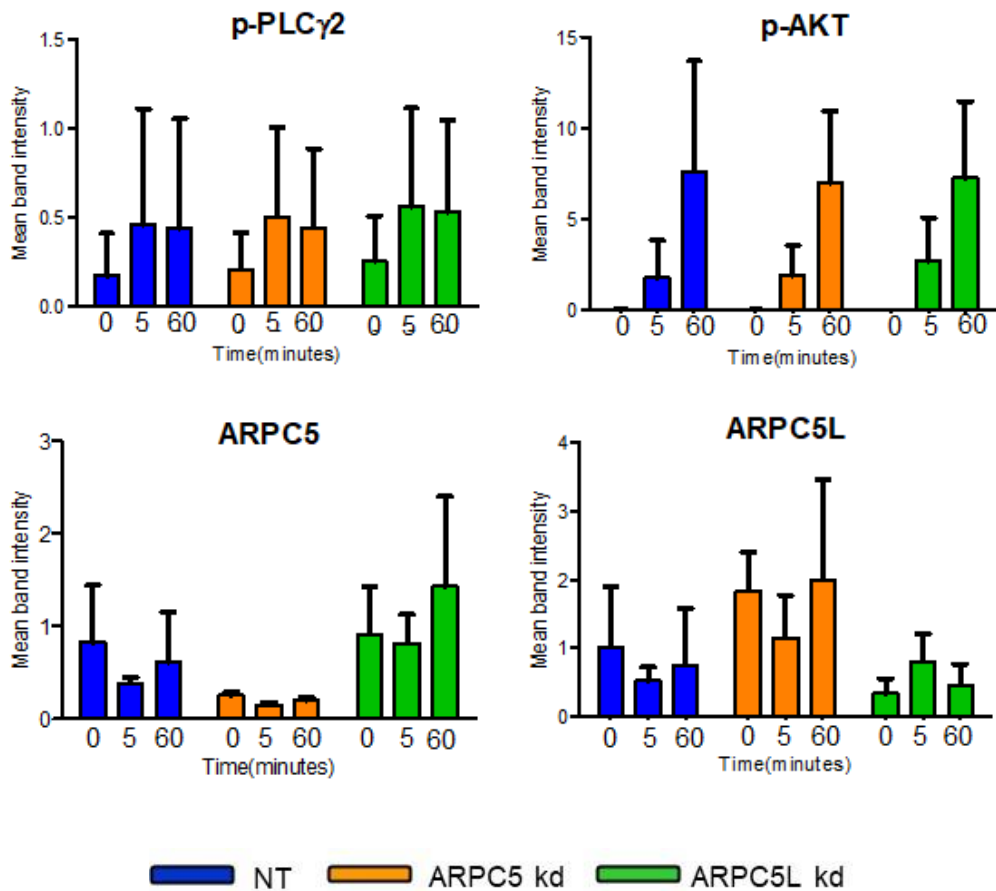 p-PLCγ2
Mean band intensity
1.5
1.0
0.5
0.0
0 5 60 0 5 60 0 5 60
Time(minutes)
p-AKT
Mean band intensity
15
10
5
0
0 5 60 0 5 60 0 5 60
Time(minutes)
ARPC5
Mean band intensity
3
2
1
0
0 5 60 0 5 60 0 5 60
Time(minutes)
ARPC5L
Mean band intensity
4
3
2
1
0
0 5 60 0 5 60 0 5 60
Time(minutes)
NT ARPC5 kd ARPC5L kd